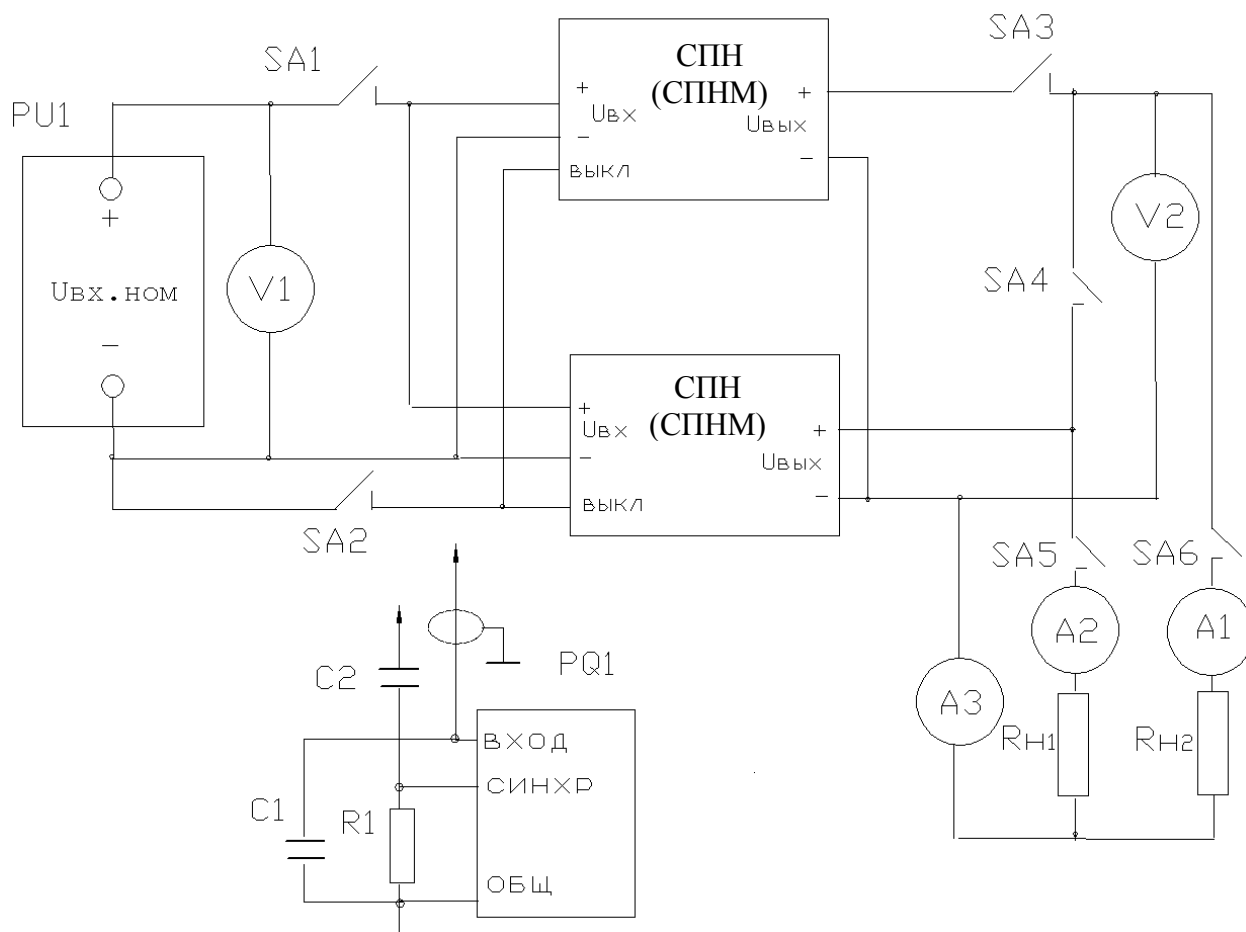 SA3
СПН
SA1
(СПНМ)
+
Uвх
+
Uвых
PU1
−
−
ВЫКЛ
+
V2
V1
Uвх.ном
SA4
−
СПН
(СПНМ)
+
Uвх
+
−
Uвых
−
ВЫКЛ
SA2
SA5
SA6
A2
A1
C2
PQ1
A3
Rн1
Rн2
ВХОД
СИНХР
C1
R1
ОБЩ